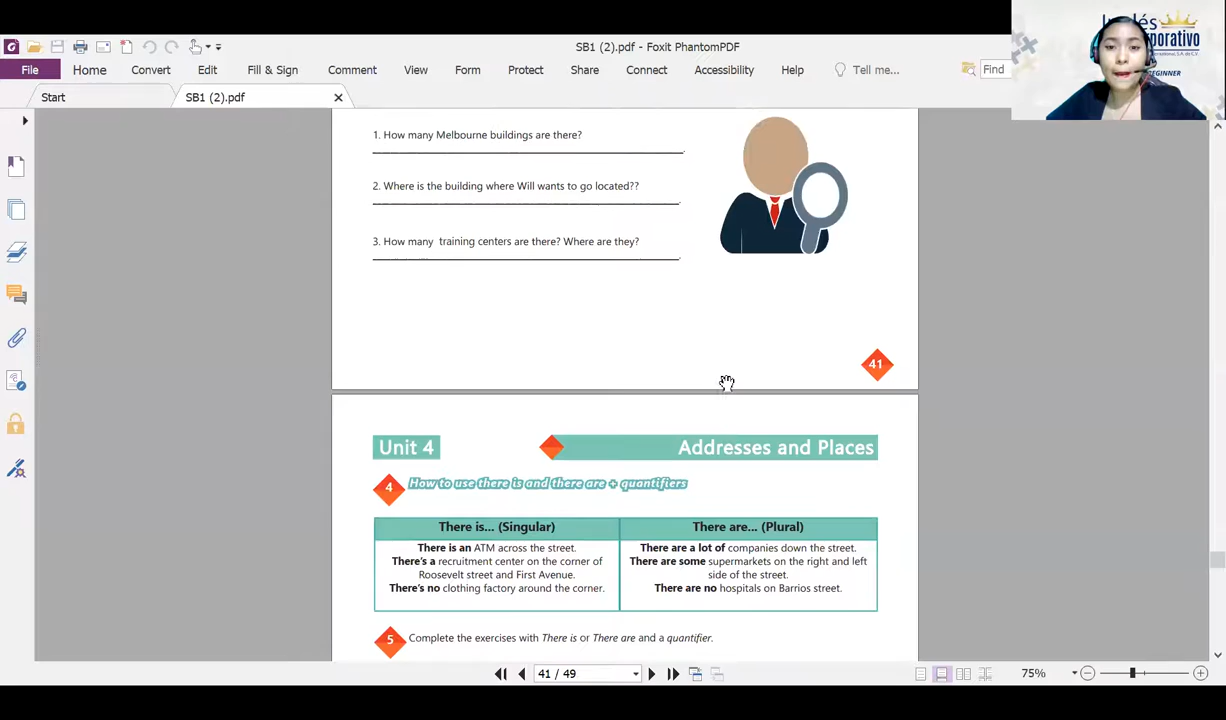 SB1 (2).pdf - Foxit PhantomPDF
File Home Convert Edit Fill & Sign Comment View Form Protect Share Connect Accessibility Help Tell me... Find
Start SB1 (2).pdf
1. How many Melbourne buildings are there?
2. Where is the building where Will wants to go located??
3. How many training centers are there? Where are they?
41
Unit 4 Addresses and Places
4 How to use there is and there are + quantifiers
There is... (Singular)
There is an ATM across the street.
There's a recruitment center on the corner of
Roosevelt street and First Avenue.
There's no clothing factory around the corner.
There are... (Plural)
There are a lot of companies down the street.
There are some supermarkets on the right and left
side of the street.
There are no hospitals on Barrios street.
5 Complete the exercises with There is or There are and a quantifier.
41 / 49
75%